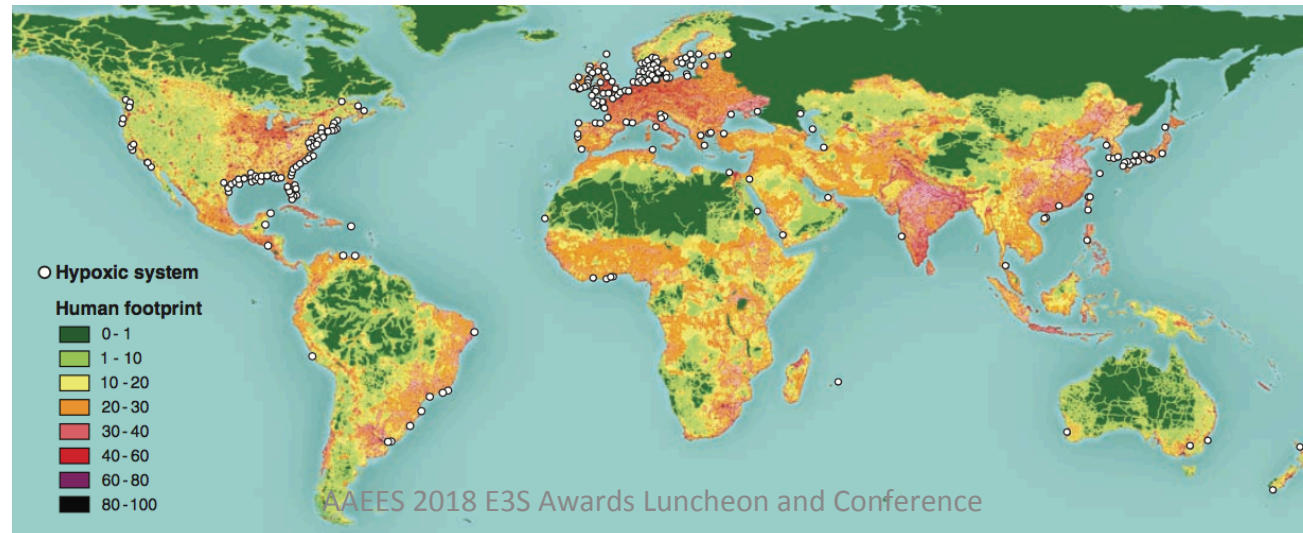 Hypoxic system
Human footprint
0 - 1
1 - 10
10 - 20
20 - 30
30 - 40
40 - 60
60 - 80
80 - 100
AAEES 2018 E3S Awards Luncheon and Conference